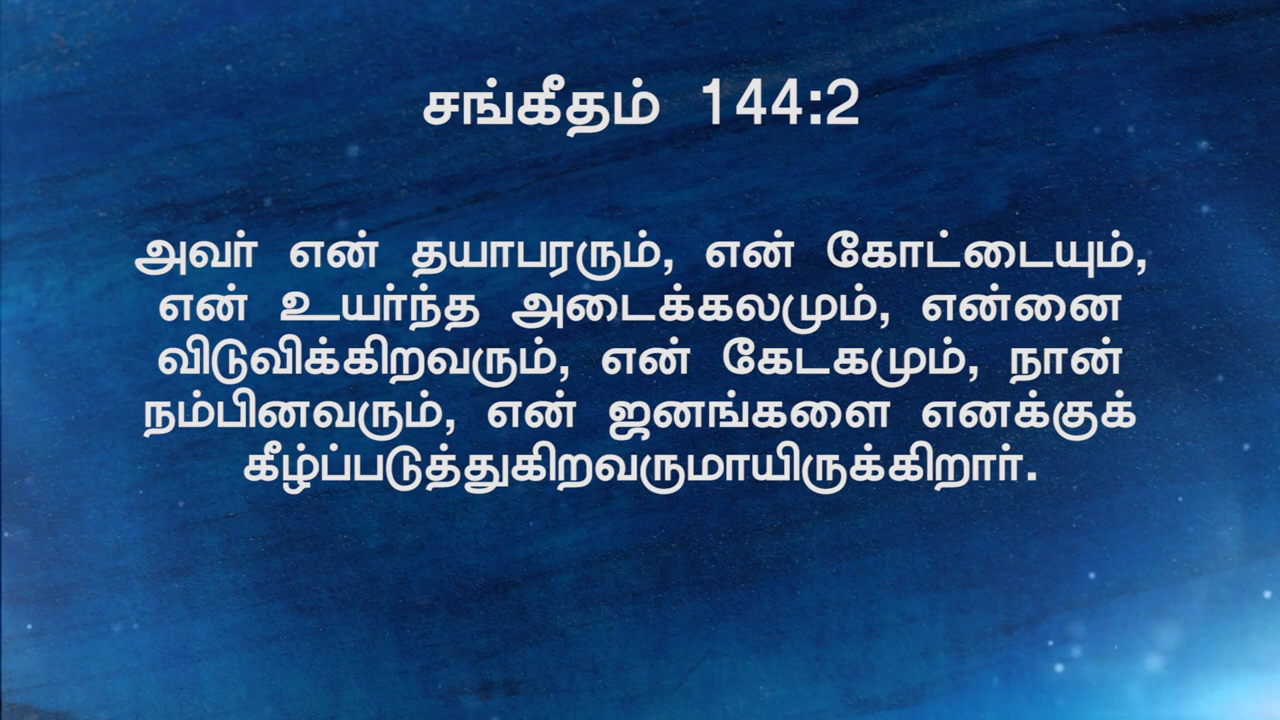 சங்கீதம் 144:2
அவர் என் தயாபரரும், என் கோட்டையும்,
என் உயர்ந்த அடைக்கலமும், என்னை
விடுவிக்கிறவரும், என் கேடகமும், நான்
நம்பினவரும், என் ஜனங்களை எனக்குக்
கீழ்ப்படுத்துகிறவருமாயிருக்கிறார்.